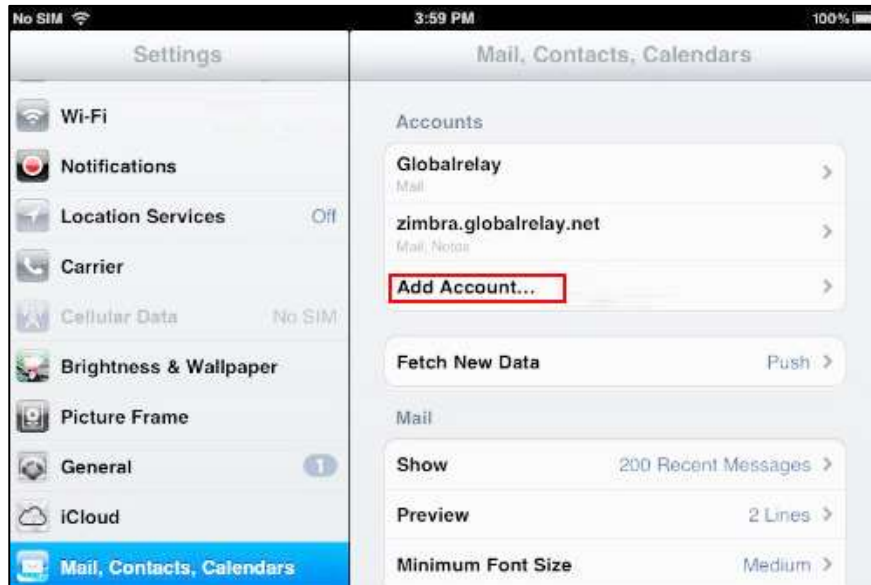 No SIM 3:59 PM 100%
Settings
Wi-Fi
Notifications
Location Services Off
Carrier
Cellular Data No SIM
Brightness & Wallpaper
Picture Frame
General 1
iCloud
Mail, Contacts, Calendars
Mail, Contacts, Calendars
Accounts
Globalrelay
Mail
zimbra.globalrelay.net
Mail, Notes
Add Account...
Fetch New Data Push
Mail
Show 200 Recent Messages
Preview 2 Lines
Minimum Font Size Medium